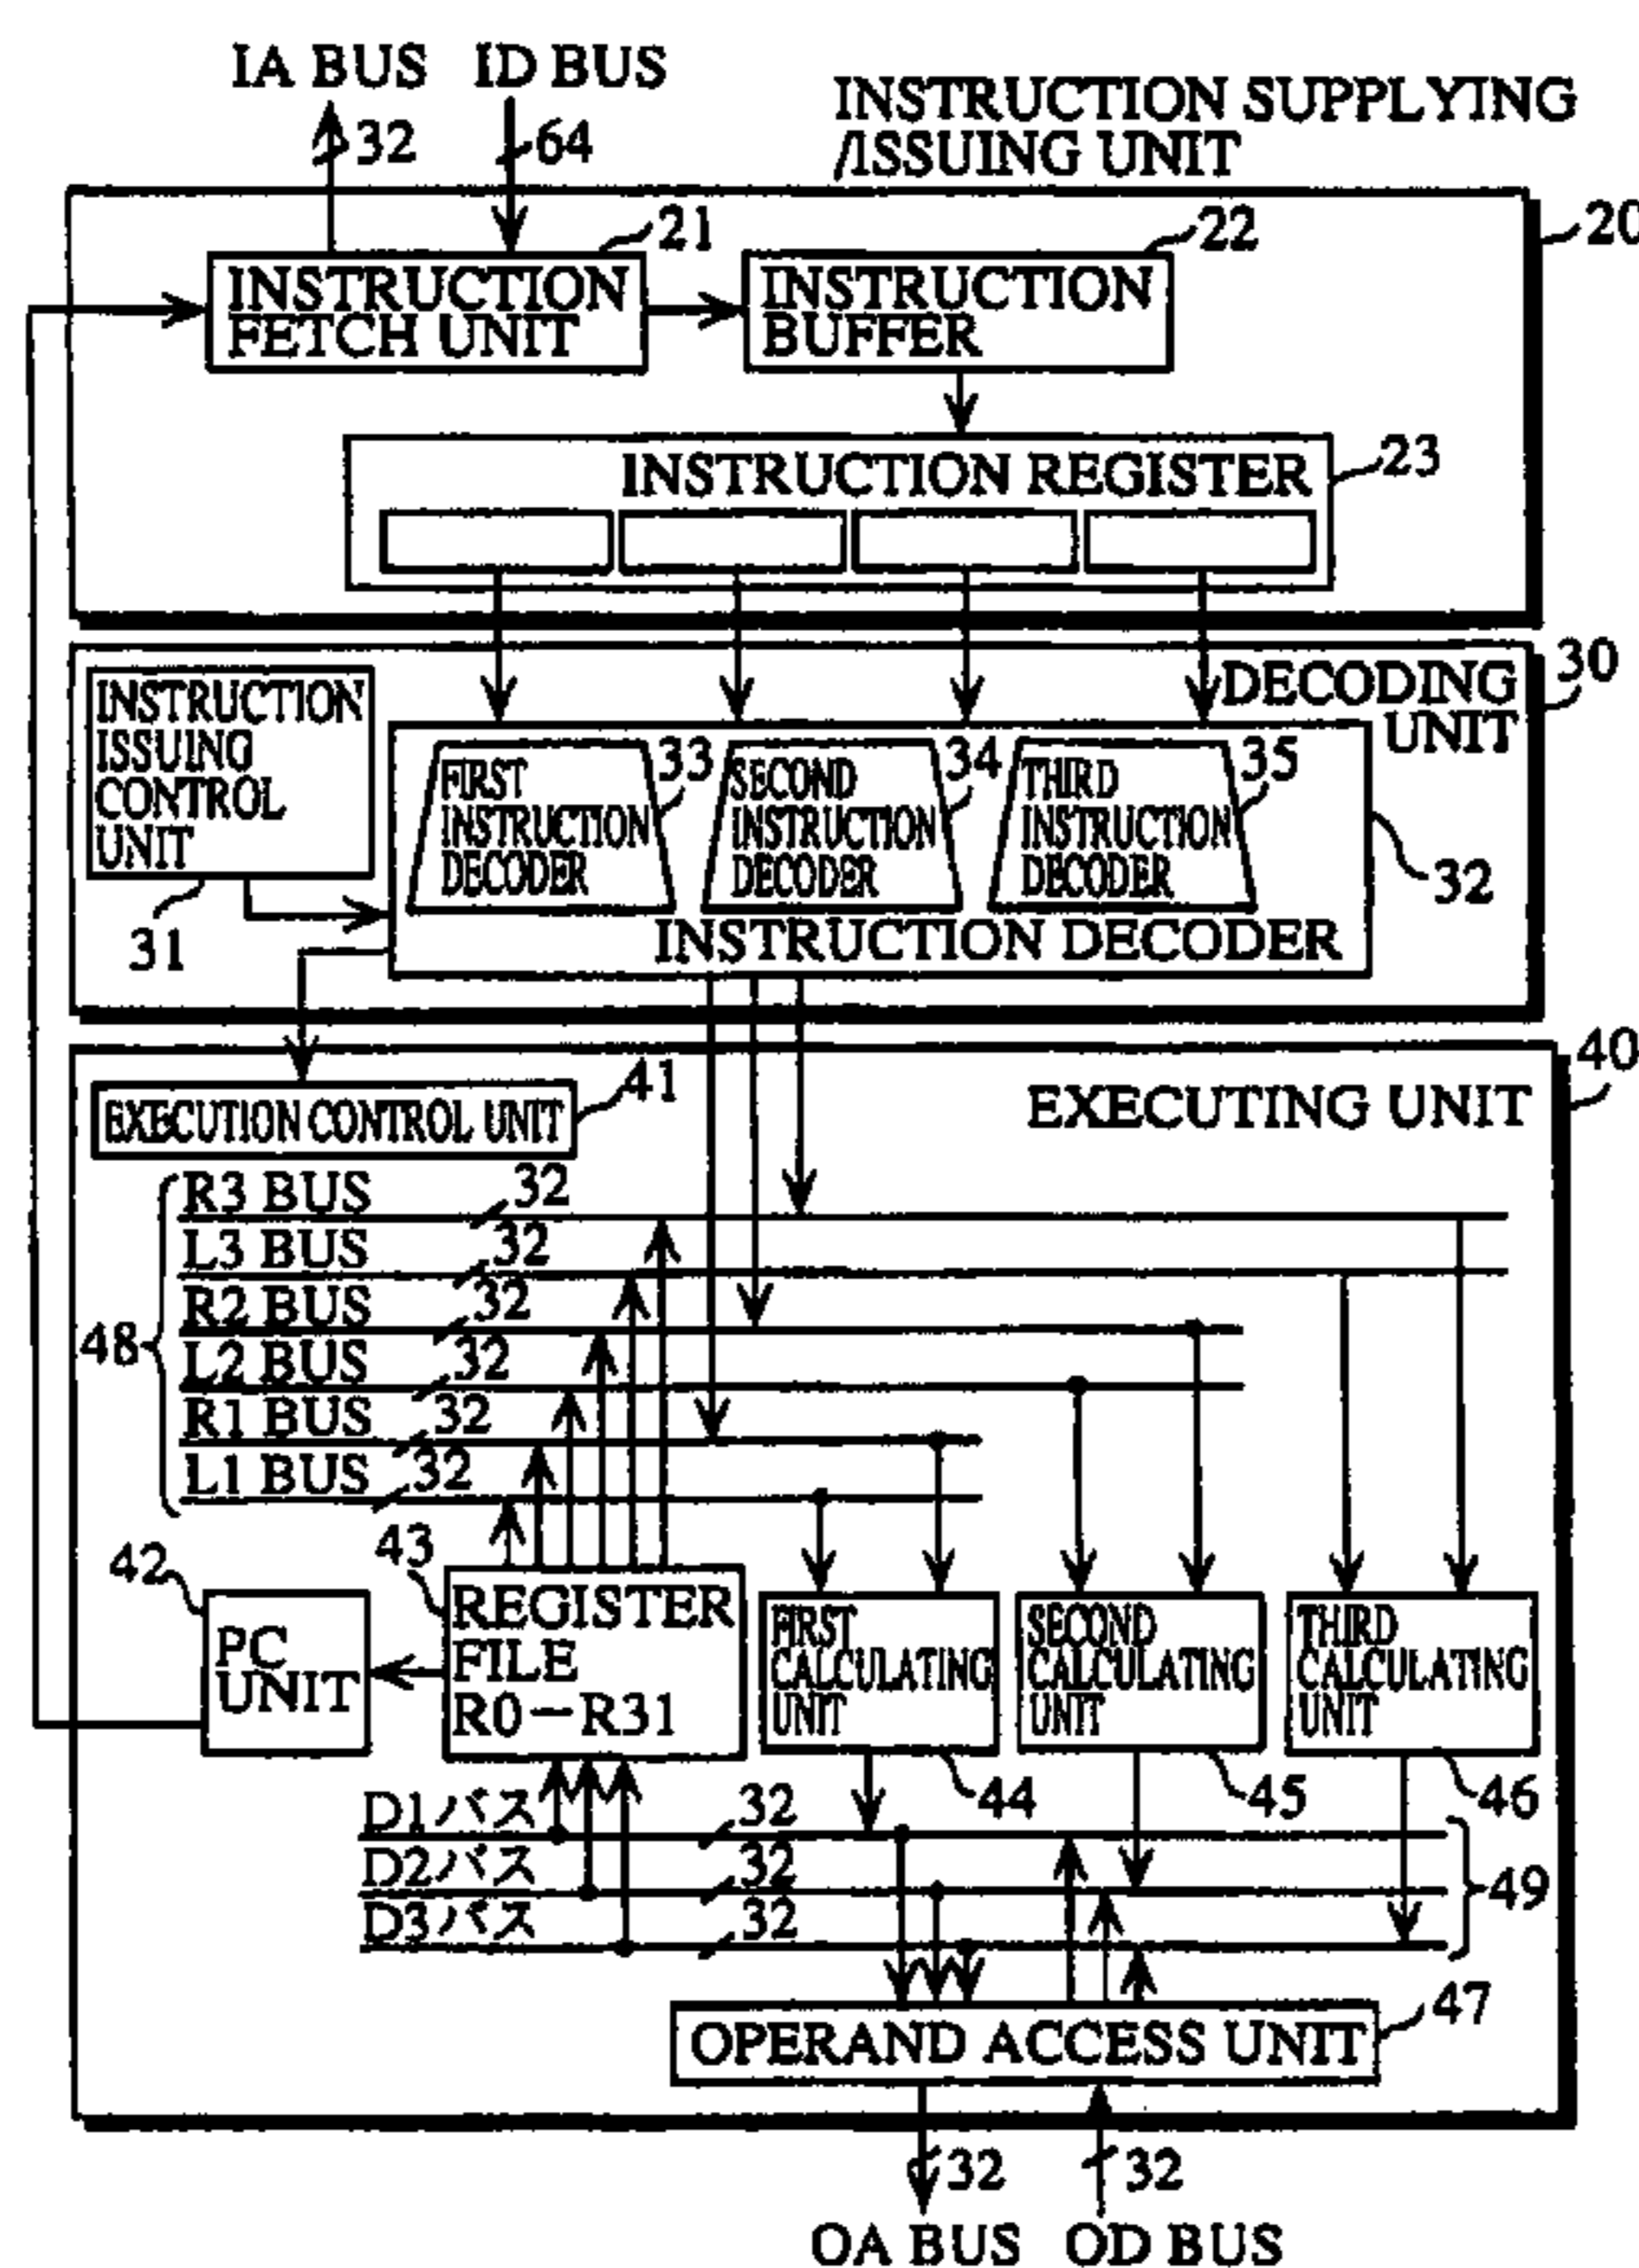 IA BUS
ID BUS
32
64
INSTRUCTION SUPPLYING
/ISSUING UNIT
20
21
INSTRUCTION
FETCH UNIT
22
INSTRUCTION
BUFFER
23
INSTRUCTION REGISTER
30
DECODING
UNIT
INSTRUCTION
ISSUING
CONTROL
UNIT
31
33
FIRST
INSTRUCTION
DECODER
34
SECOND
INSTRUCTION
DECODER
35
THIRD
INSTRUCTION
DECODER
32
INSTRUCTION DECODER
40
EXECUTING UNIT
41
EXECUTION CONTROL UNIT
48
R3 BUS
32
L3 BUS
32
R2 BUS
32
L2 BUS
32
R1 BUS
32
L1 BUS
32
42
PC
UNIT
43
REGISTER
FILE
R0－R31
FIRST
CALCULATING
UNIT
44
SECOND
CALCULATING
UNIT
45
THIRD
CALCULATING
UNIT
46
D1バス
32
D2バス
32
D3バス
32
49
47
OPERAND ACCESS UNIT
32
32
OA BUS
OD BUS